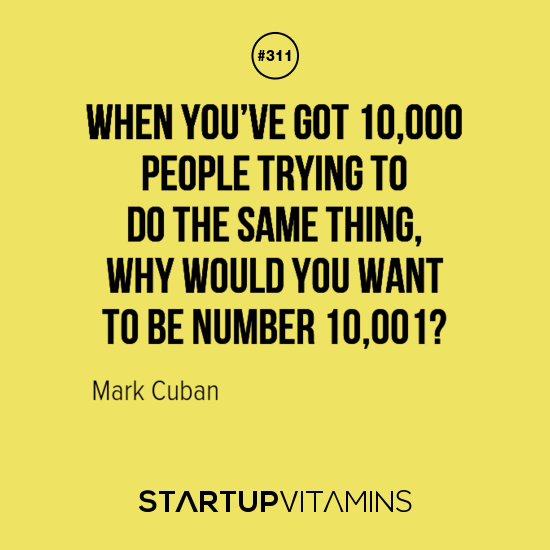 #311
WHEN YOU'VE GOT 10,000
PEOPLE TRYING TO
DO THE SAME THING,
WHY WOULD YOU WANT
TO BE NUMBER 10,001?
Mark Cuban
STARTUPVITAMINS